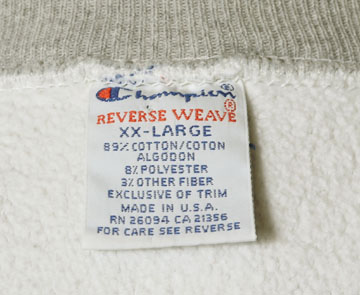 Champion®
REVERSE WEAVE®
XX-LARGE
89% COTTON/COTON
ALGODON
8% POLYESTER
3% OTHER FIBER
EXCLUSIVE OF TRIM
MADE IN U.S.A.
RN 26094 CA 21356
FOR CARE SEE REVERSE